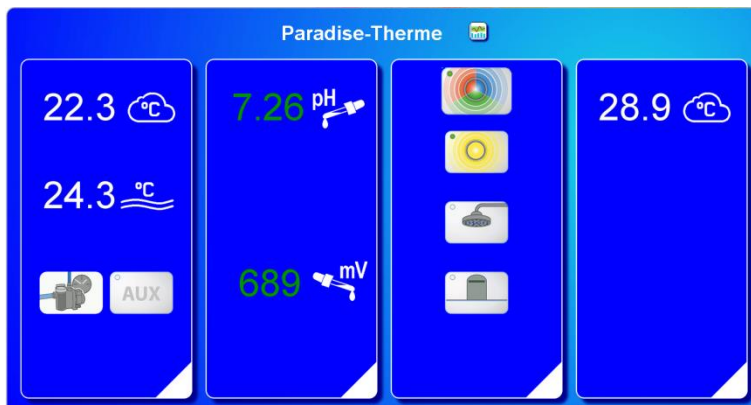 Paradise-Therme
22.3 °C
24.3 °C
AUX
7.26 pH
689 mV
28.9 °C